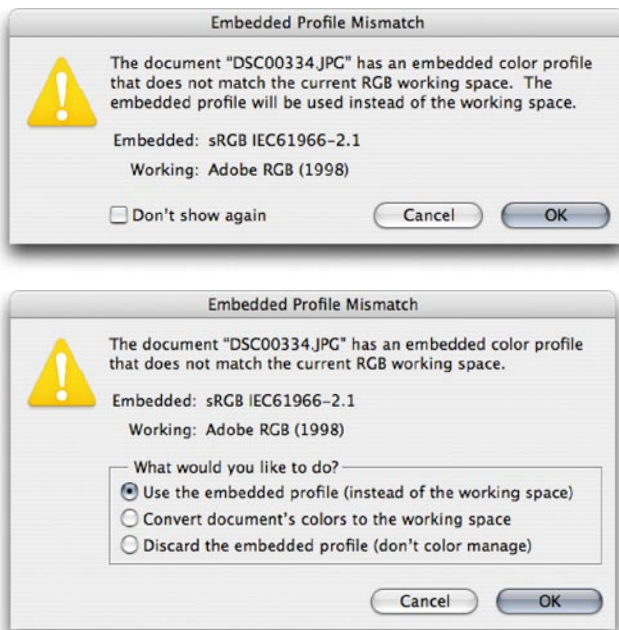 Embedded Profile Mismatch
The document “DSC00334.JPG” has an embedded color profile
that does not match the current RGB working space.  The
embedded profile will be used instead of the working space.
Embedded: sRGB IEC61966-2.1
Working: Adobe RGB (1998)
Don't show again
Cancel
OK
Embedded Profile Mismatch
The document "DSC00334.JPG" has an embedded color profile
that does not match the current RGB working space.
Embedded: sRGB IEC61966-2.1
Working: Adobe RGB (1998)
What would you like to do?
Use the embedded profile (instead of the working space)
Convert document's colors to the working space
Discard the embedded profile (don't color manage)
Cancel
OK